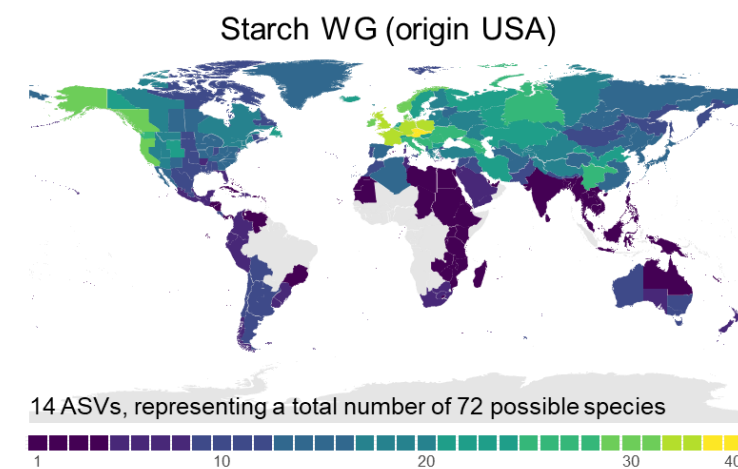 Starch WG (origin USA)
14 ASVs, representing a total number of 72 possible species
1 10 20 30 40